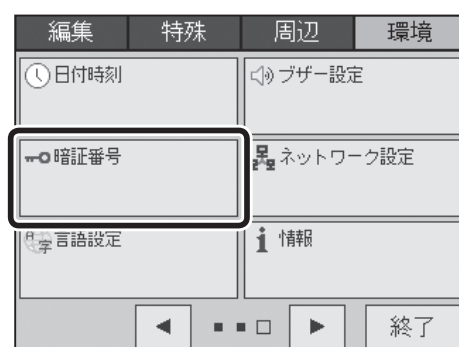 編集 特殊 周辺 環境
日付時刻 ブザー設定
暗証番号 ネットワーク設定
言語設定 情報
終了